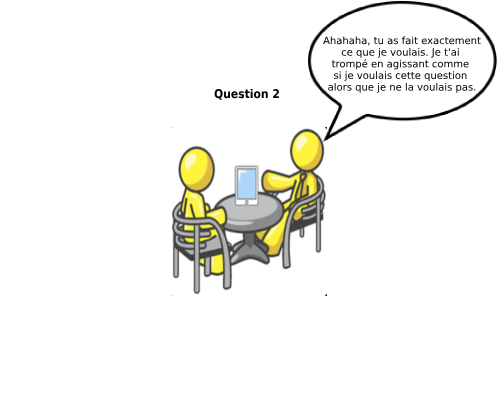 Ahahaha, tu as fait exactement
ce que je voulais. Je t'ai
trompé en agissant comme
si je voulais cette question
alors que je ne la voulais pas.
Question 2